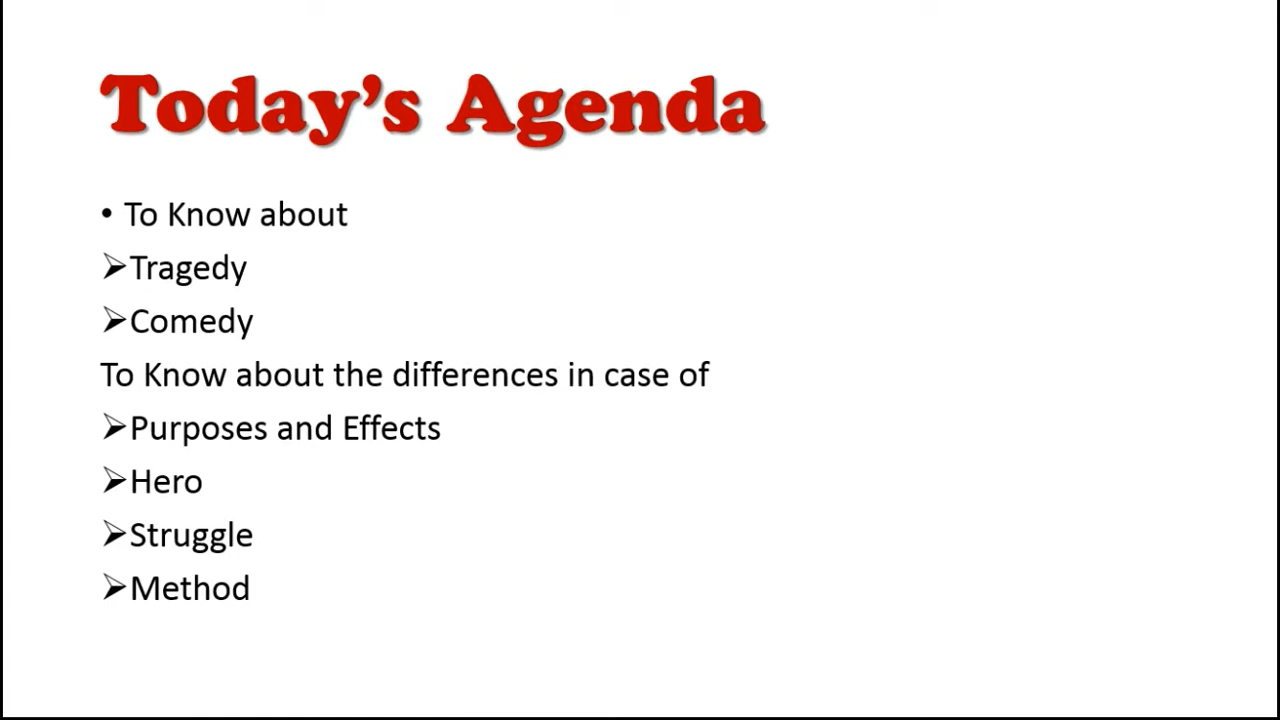 Today’s Agenda
• To Know about
➢Tragedy
➢Comedy
To Know about the differences in case of
➢Purposes and Effects
➢Hero
➢Struggle
➢Method